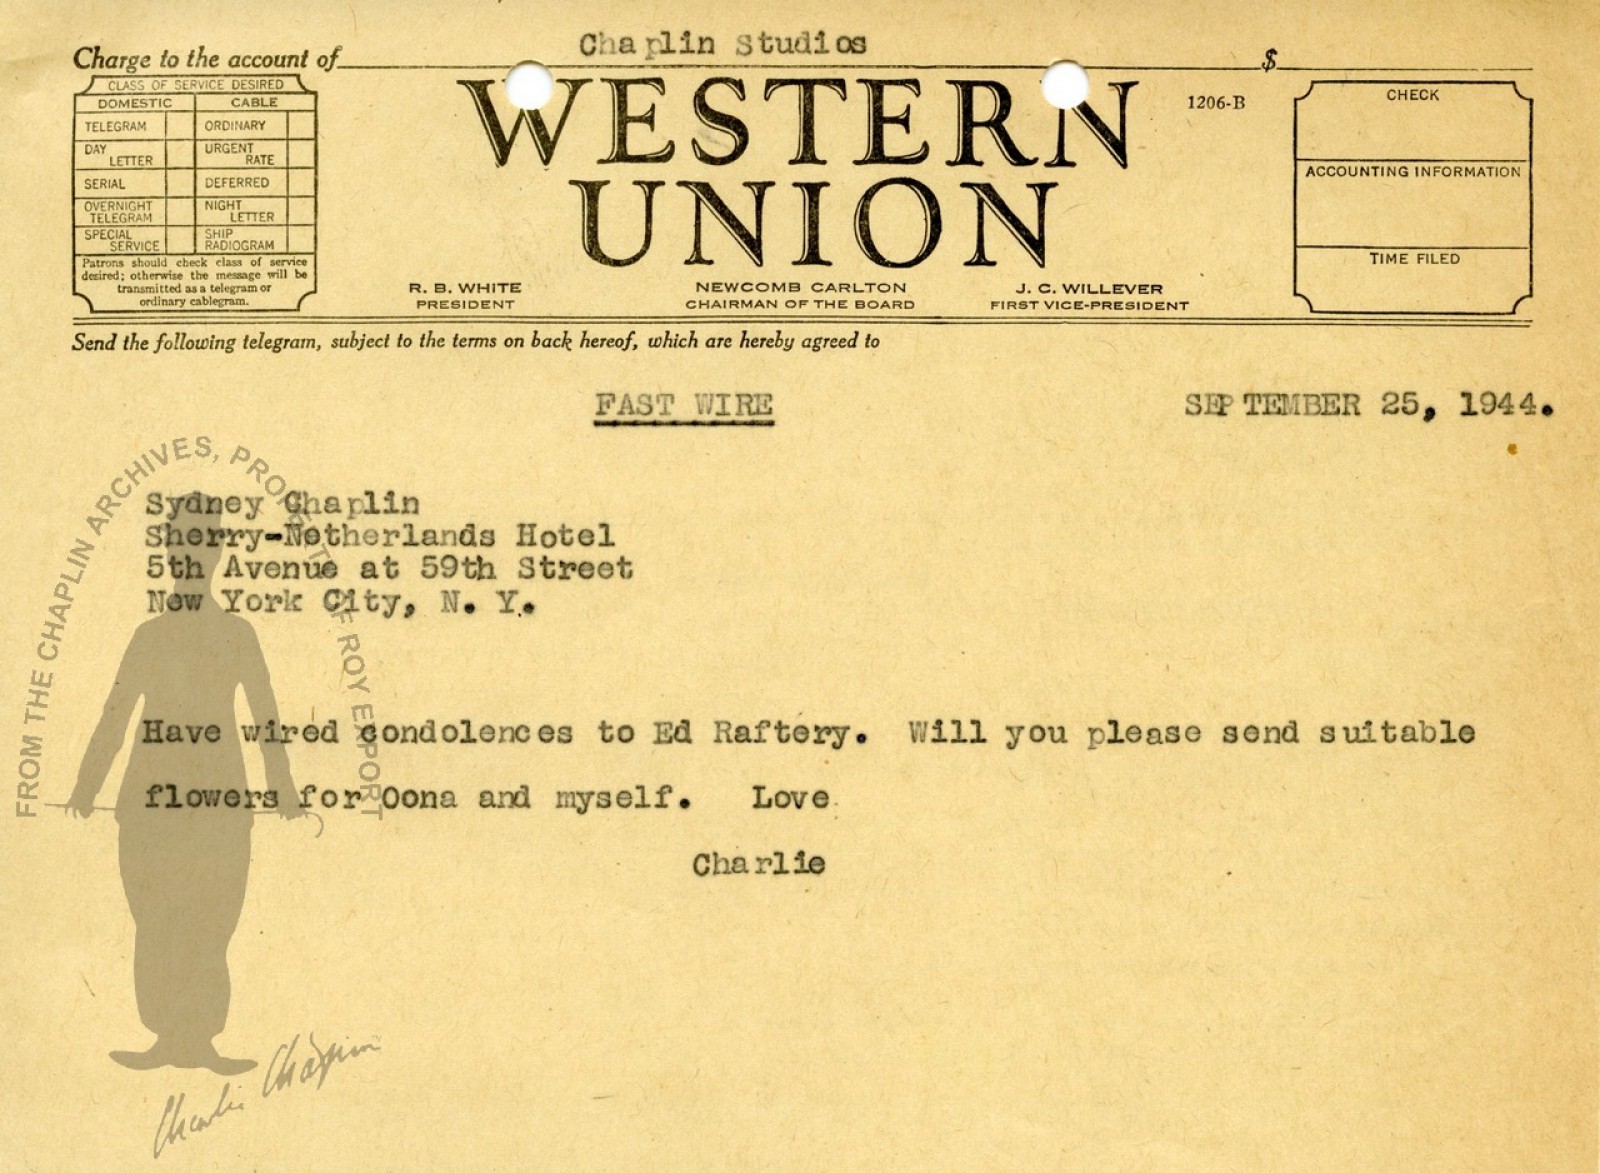 Charge to the account of Chaplin Studios $
CLASS OF SERVICE DESIRED
DOMESTIC CABLE
TELEGRAM ORDINARY
DAY LETTER URGENT RATE
SERIAL DEFERRED
OVERNIGHT TELEGRAM NIGHT LETTER
SPECIAL SERVICE SHIP RADIOGRAM
Patrons should check class of service
desired; otherwise the message will be
transmitted as a telegram or
ordinary cablegram.
WESTERN
UNION
1206-B
CHECK
ACCOUNTING INFORMATION
TIME FILED
R. B. WHITE
PRESIDENT
NEWCOMB CARLTON
CHAIRMAN OF THE BOARD
J. C. WILLEVER
FIRST VICE-PRESIDENT
Send the following telegram, subject to the terms on back hereof, which are hereby agreed to
FAST WIRE SEPTEMBER 25, 1944.
Sydney Chaplin
Sherry-Netherlands Hotel
5th Avenue at 59th Street
New York City, N. Y.
Have wired condolences to Ed Raftery. Will you please send suitable
flowers for Oona and myself. Love
Charlie
FROM THE CHAPLIN ARCHIVES, PROPERTY OF ROY EXPORT
Charlie Chaplin